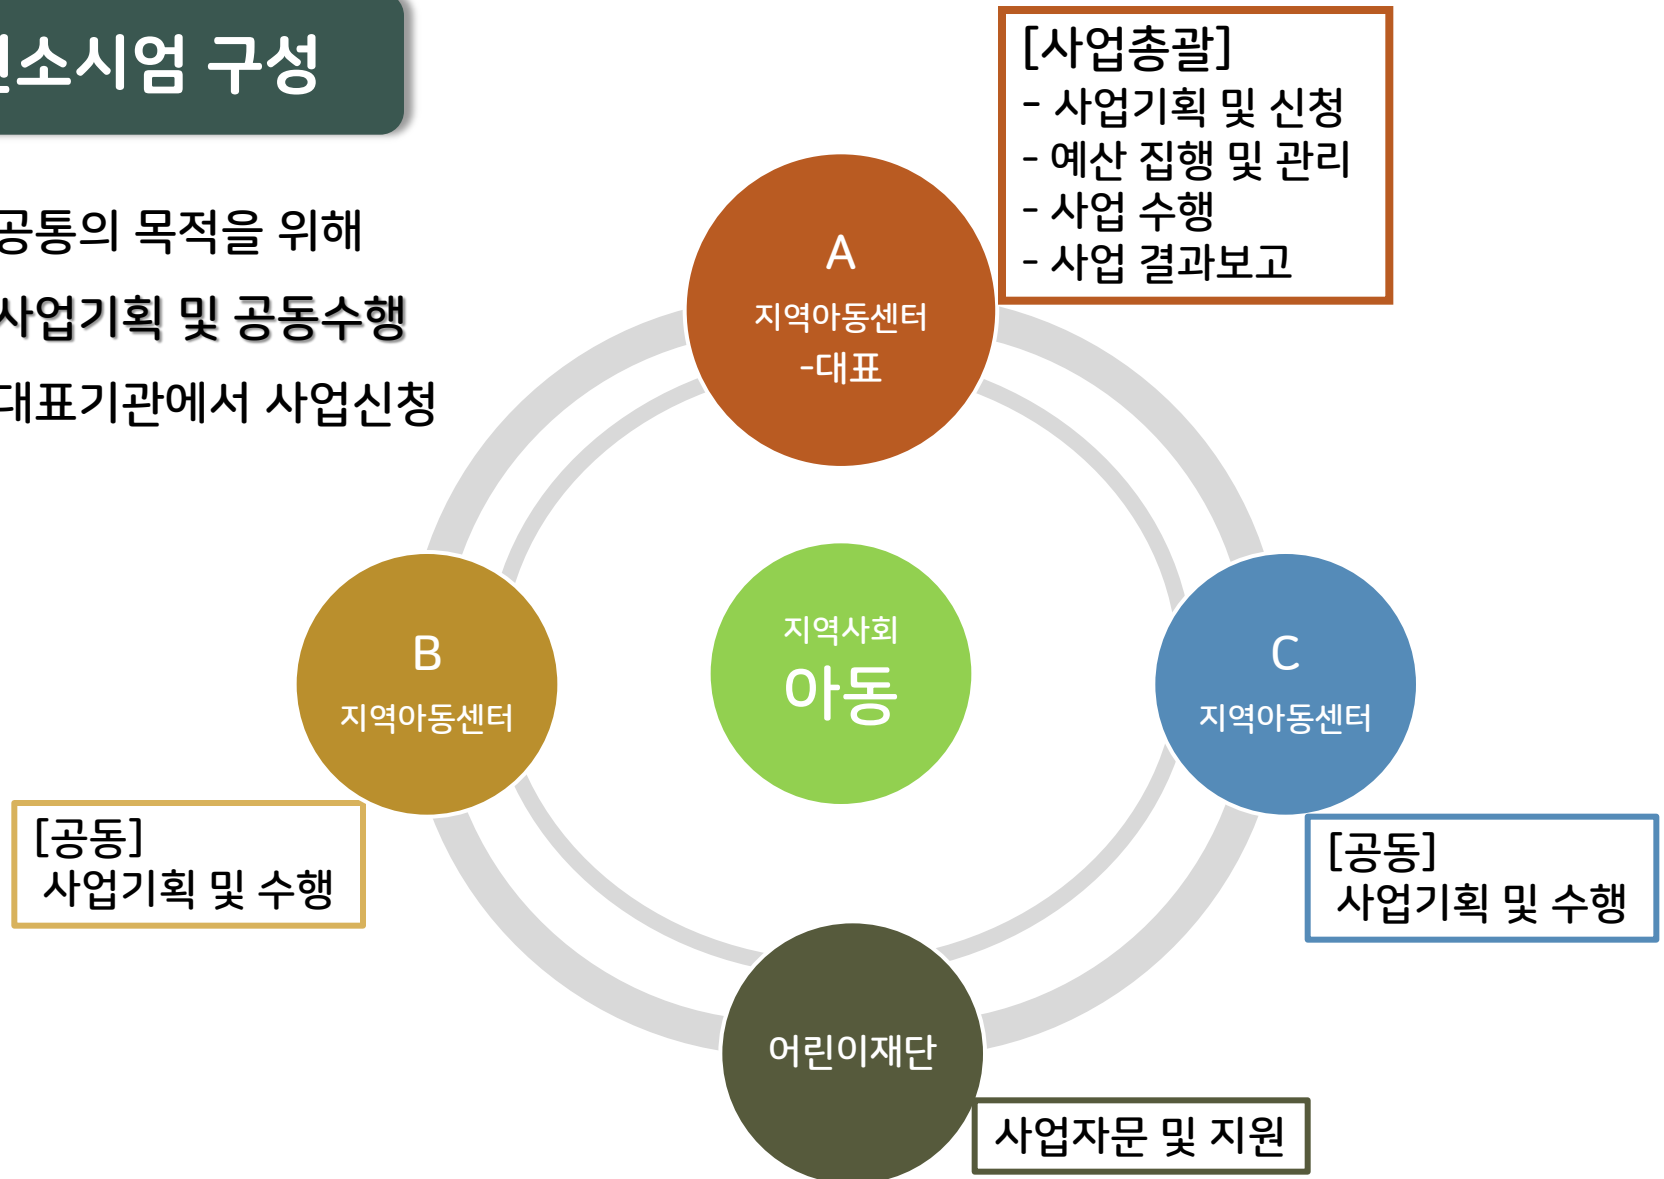 컨소시엄 구성
공통의 목적을 위해
사업기획 및 공동수행
대표기관에서 사업신청
[사업총괄]
- 사업기획 및 신청
- 예산 집행 및 관리
- 사업 수행
- 사업 결과보고
A
지역아동센터
-대표
B
지역아동센터
지역사회
아동
C
지역아동센터
[공동]
사업기획 및 수행
[공동]
사업기획 및 수행
어린이재단
사업자문 및 지원